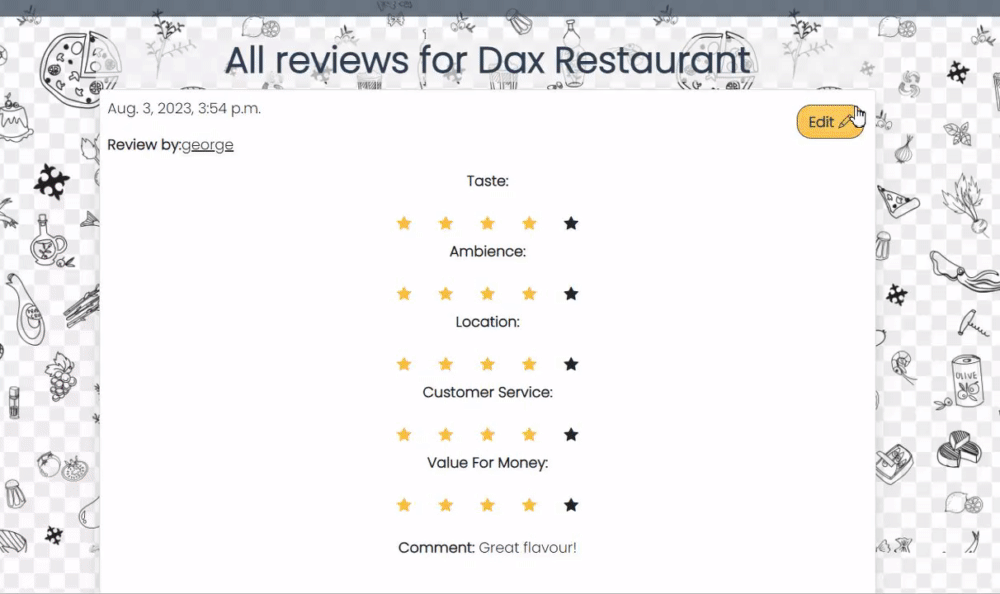 All reviews for Dax Restaurant
Aug. 3, 2023, 3:54 p.m.
Edit
Review by:george
Taste:
Ambience:
Location:
Customer Service:
Value For Money:
Comment: Great flavour!
OLIVE